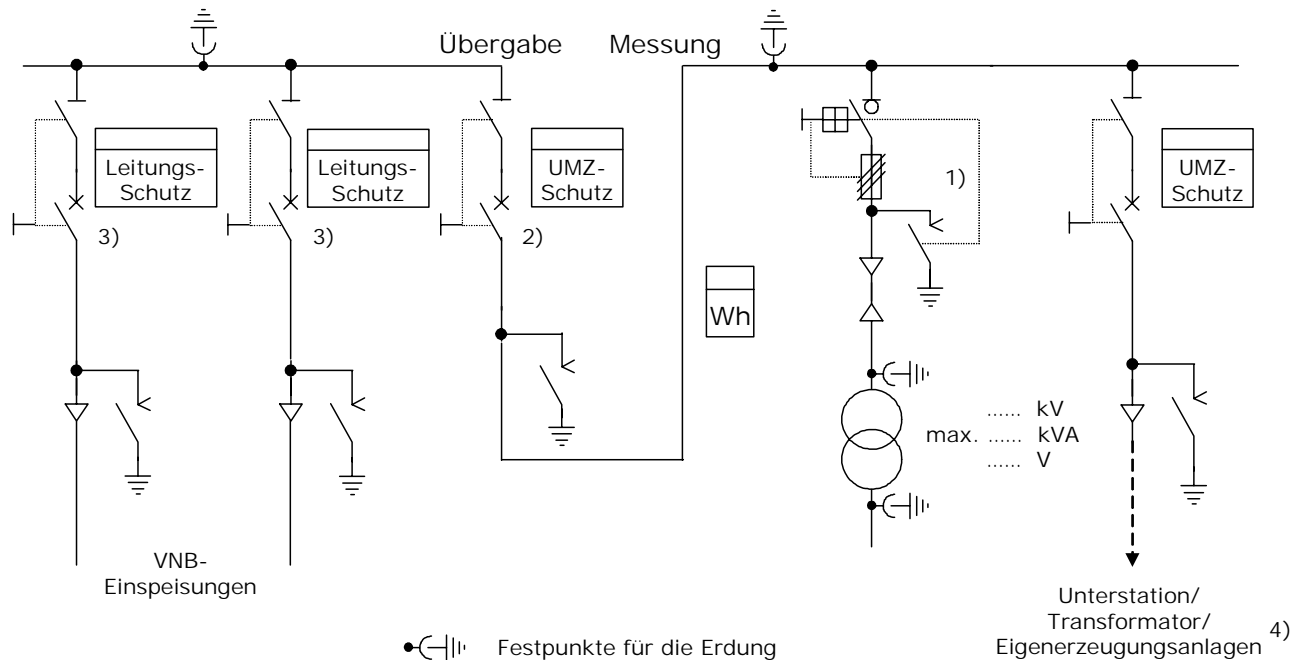 Übergabe
Messung
Leitungs-
Schutz
Leitungs-
Schutz
UMZ-
Schutz
UMZ-
Schutz
1)
3)
3)
2)
Wh
...... kV
max. ...... kVA
...... V
VNB-
Einspeisungen
Unterstation/
Transformator/
Eigenerzeugungsanlagen 4)
Festpunkte für die Erdung